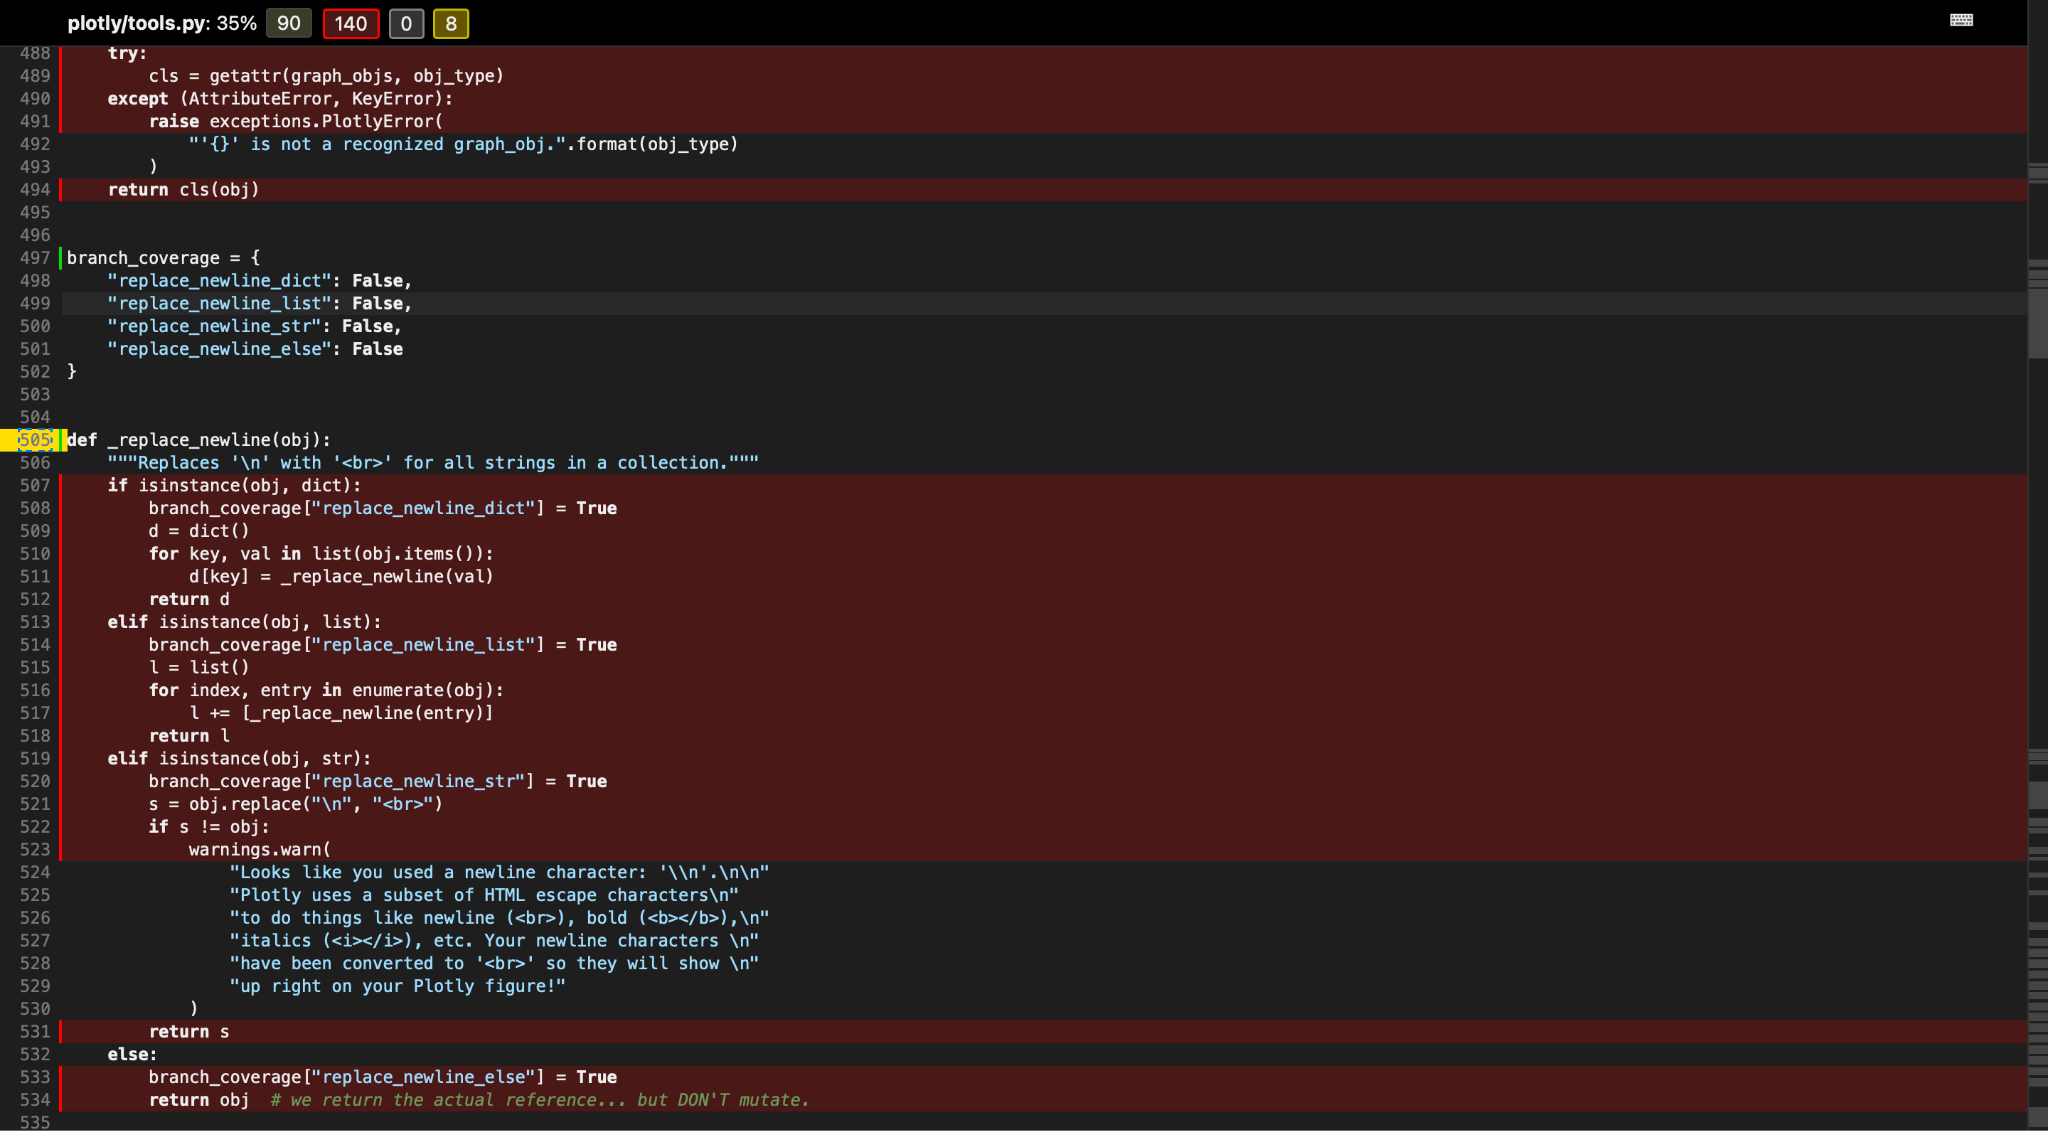 plotly/tools.py: 35% 90 140 0 8
488     try:
489         cls = getattr(graph_objs, obj_type)
490     except (AttributeError, KeyError):
491         raise exceptions.PlotlyError(
492             "'{}' is not a recognized graph_obj.".format(obj_type)
493         )
494     return cls(obj)
495
496
497 branch_coverage = {
498     "replace_newline_dict": False,
499     "replace_newline_list": False,
500     "replace_newline_str": False,
501     "replace_newline_else": False
502 }
503
504
505 def _replace_newline(obj):
506     """Replaces '\n' with '<br>' for all strings in a collection."""
507     if isinstance(obj, dict):
508         branch_coverage["replace_newline_dict"] = True
509         d = dict()
510         for key, val in list(obj.items()):
511             d[key] = _replace_newline(val)
512         return d
513     elif isinstance(obj, list):
514         branch_coverage["replace_newline_list"] = True
515         l = list()
516         for index, entry in enumerate(obj):
517             l += [_replace_newline(entry)]
518         return l
519     elif isinstance(obj, str):
520         branch_coverage["replace_newline_str"] = True
521         s = obj.replace("\n", "<br>")
522         if s != obj:
523             warnings.warn(
524                 "Looks like you used a newline character: '\\n'.\n\n"
525                 "Plotly uses a subset of HTML escape characters\n"
526                 "to do things like newline (<br>), bold (<b></b>),\n"
527                 "italics (<i></i>), etc. Your newline characters \n"
528                 "have been converted to '<br>' so they will show \n"
529                 "up right on your Plotly figure!"
530             )
531         return s
532     else:
533         branch_coverage["replace_newline_else"] = True
534         return obj  # we return the actual reference... but DON'T mutate.
535